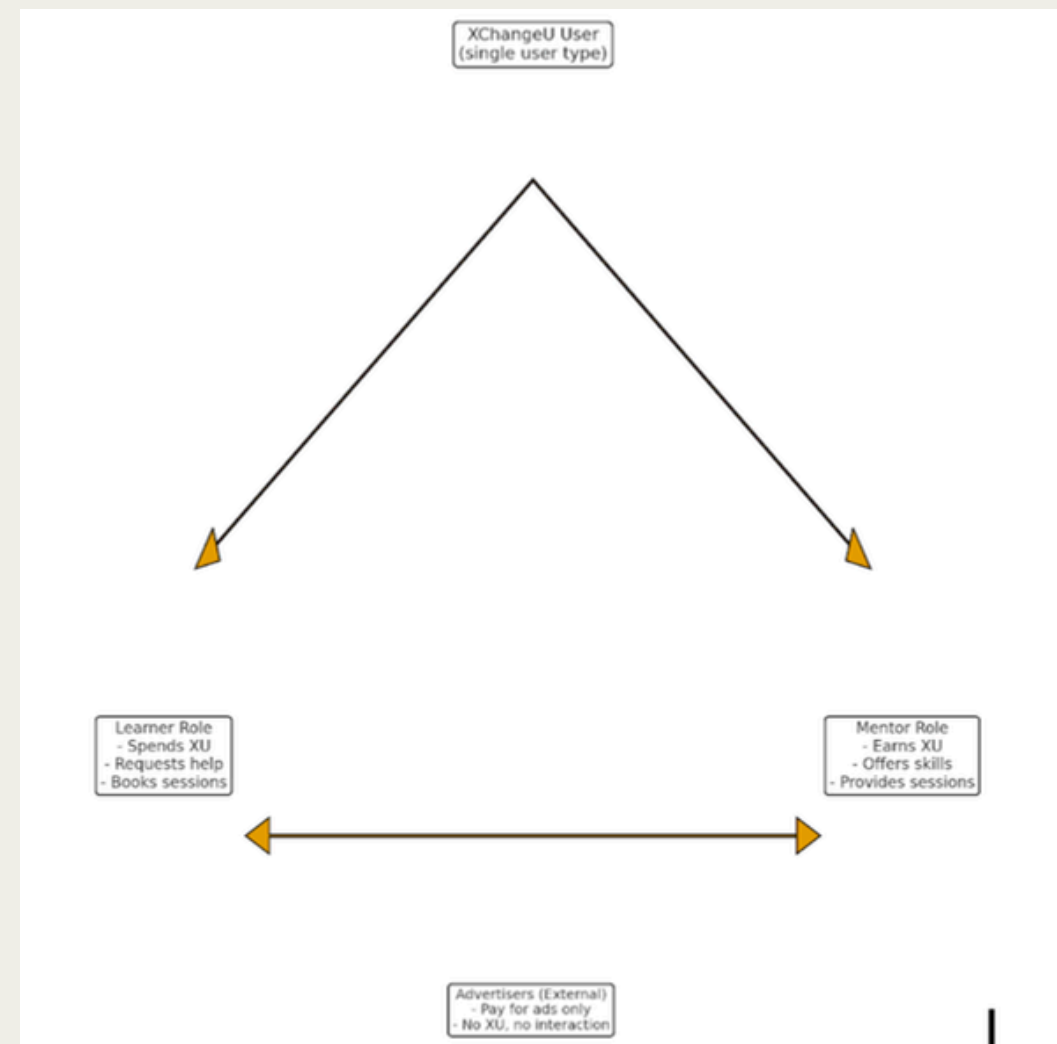 XChangeU User
(single user type)
Learner Role
- Spends XU
- Requests help
- Books sessions
Mentor Role
- Earns XU
- Offers skills
- Provides sessions
Advertisers (External)
- Pay for ads only
- No XU, no interaction